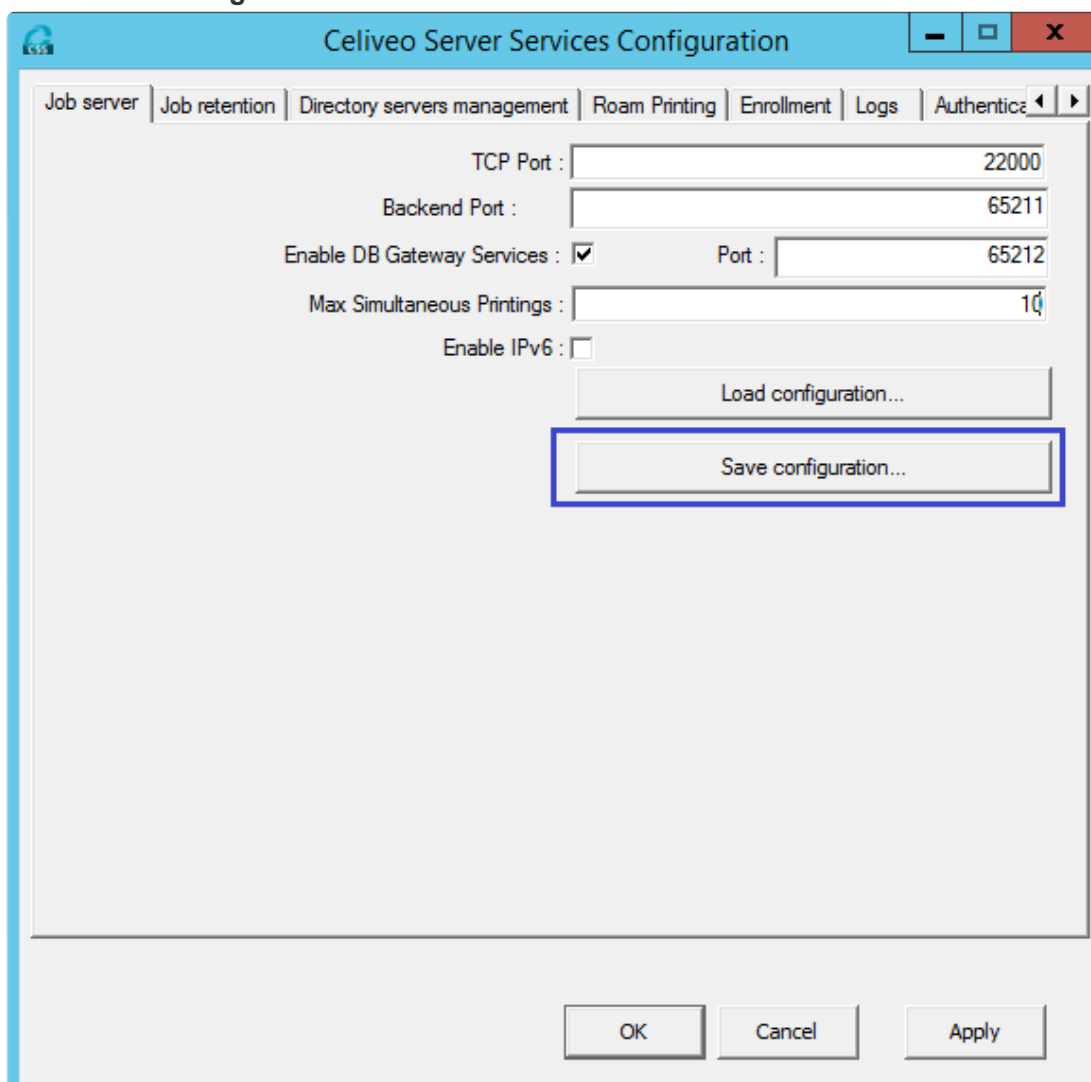 CSS Celiveo Server Services Configuration
Job server Job retention Directory servers management Roam Printing Enrollment Logs Authentica
TCP Port : 22000
Backend Port : 65211
Enable DB Gateway Services : Port : 65212
Max Simultaneous Printings : 10
Enable IPv6 :
Load configuration...
Save configuration...
OK Cancel Apply